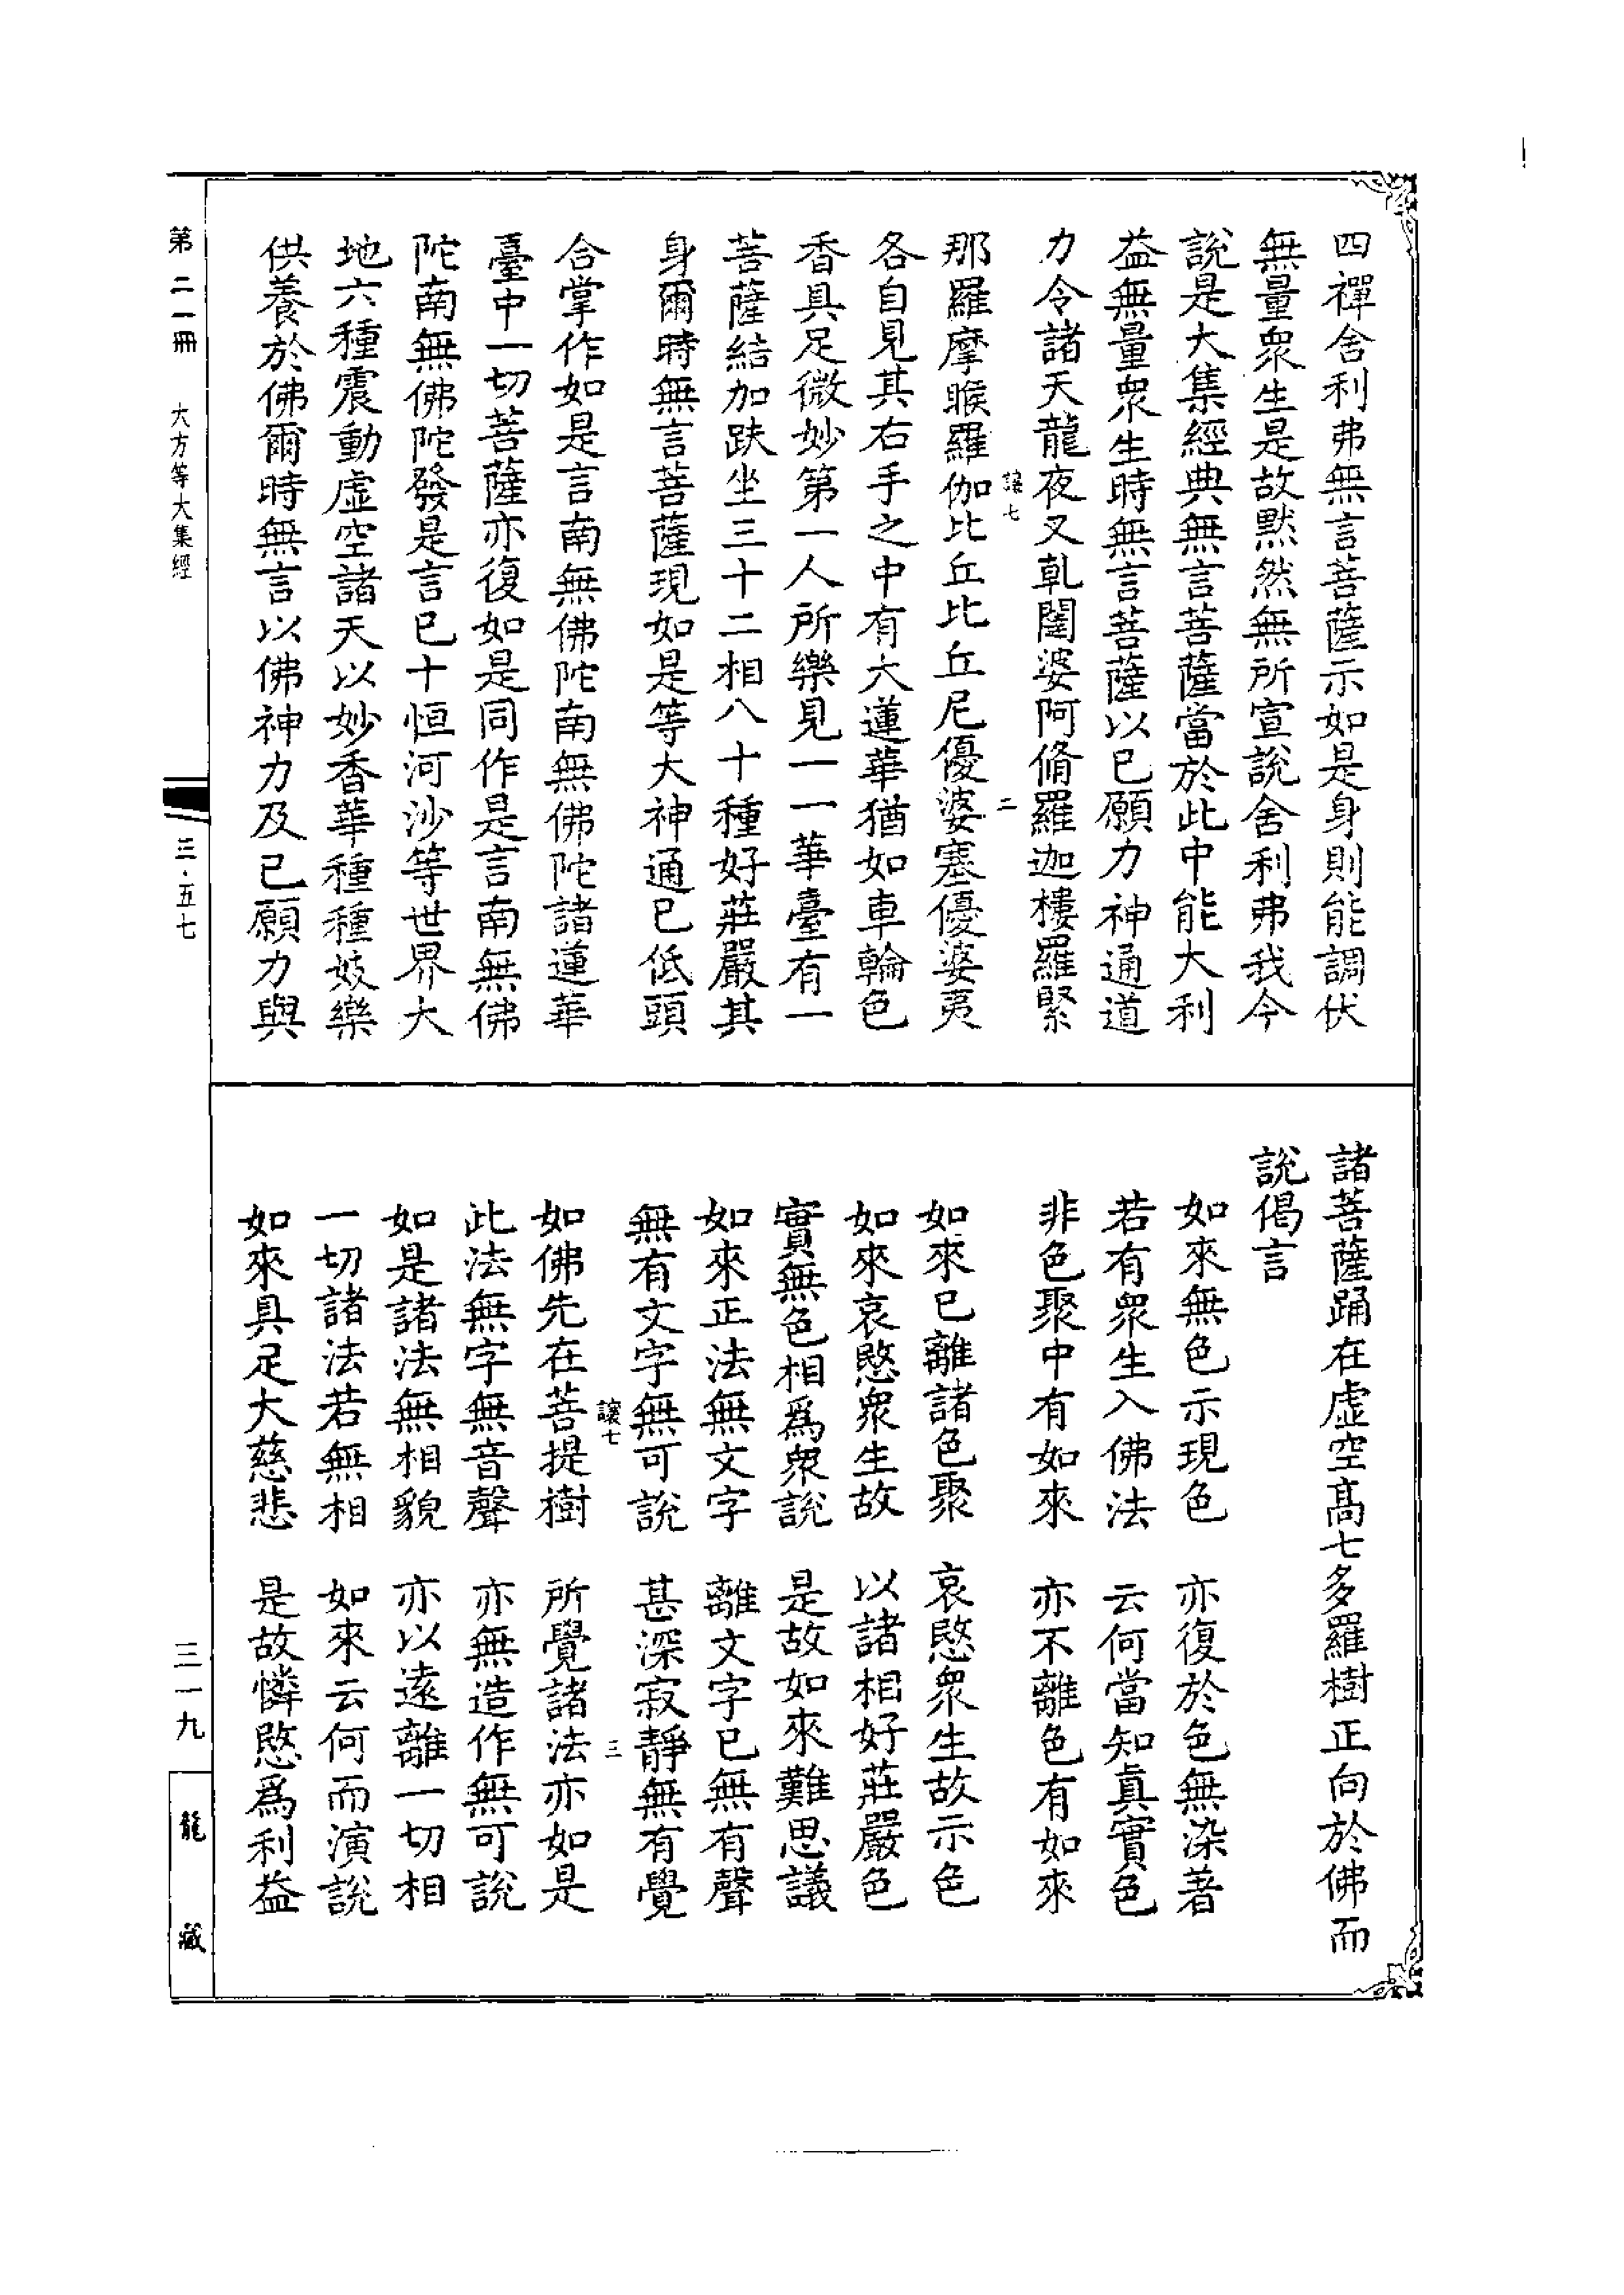 四禪舍利弗無言菩薩示如是身則能調伏
無量衆生是故默然無所宣說舍利弗我今
說是大集經典無言菩薩當於此中能大利
益無量衆生時無言菩薩以已願力神通道
力令諸天龍夜叉乹闥婆阿脩羅迦樓羅緊
讓七 二
那羅摩睺羅伽比丘比丘尼優婆塞優婆夷
各自見其右手之中有大蓮華猶如車輪色
香具足微妙第一人所樂見一一華臺有一
菩薩結加趺坐三十二相八十種好莊嚴其
身爾時無言菩薩現如是等大神通已低頭
合掌作如是言南無佛陀南無佛陀諸蓮華
臺中一切菩薩亦復如是同作是言南無佛
陀南無佛陀發是言已十恒河沙等世界大
地六種震動虛空諸天以妙香華種種妓樂
供養於佛爾時無言以佛神力及已願力與
諸菩薩踊在虛空高七多羅樹正向於佛而
說偈言
如來無色示現色 亦復於色無染著
若有衆生入佛法 云何當知真實色
非色聚中有如來 亦不離色有如來
如來已離諸色聚 哀愍衆生故示色
如來哀愍衆生故 以諸相好莊嚴色
實無色相爲衆說 是故如來難思議
如來正法無文字 離文字已無有聲
無有文字無可說 甚深寂靜無有覺
讓七 三
如佛先在菩提樹 所覺諸法亦如是
此法無字無音聲 亦無造作無可說
如是諸法無相貌 亦以遠離一切相
一切諸法若無相 如來云何而演說
如來具足大慈悲 是故憐愍爲利益
第二一冊 大方等大集經 三·五七
三一九 龍藏